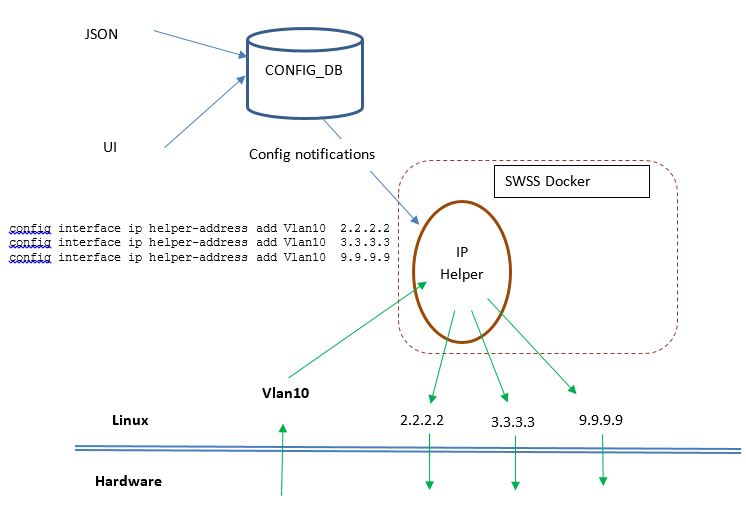 JSON
CONFIG_DB
UI
Config notifications
SWSS Docker
config interface ip helper-address add Vlan10  2.2.2.2
config interface ip helper-address add Vlan10  3.3.3.3
config interface ip helper-address add Vlan10  9.9.9.9
IP
Helper
Vlan10
Linux
2.2.2.2
3.3.3.3
9.9.9.9
Hardware